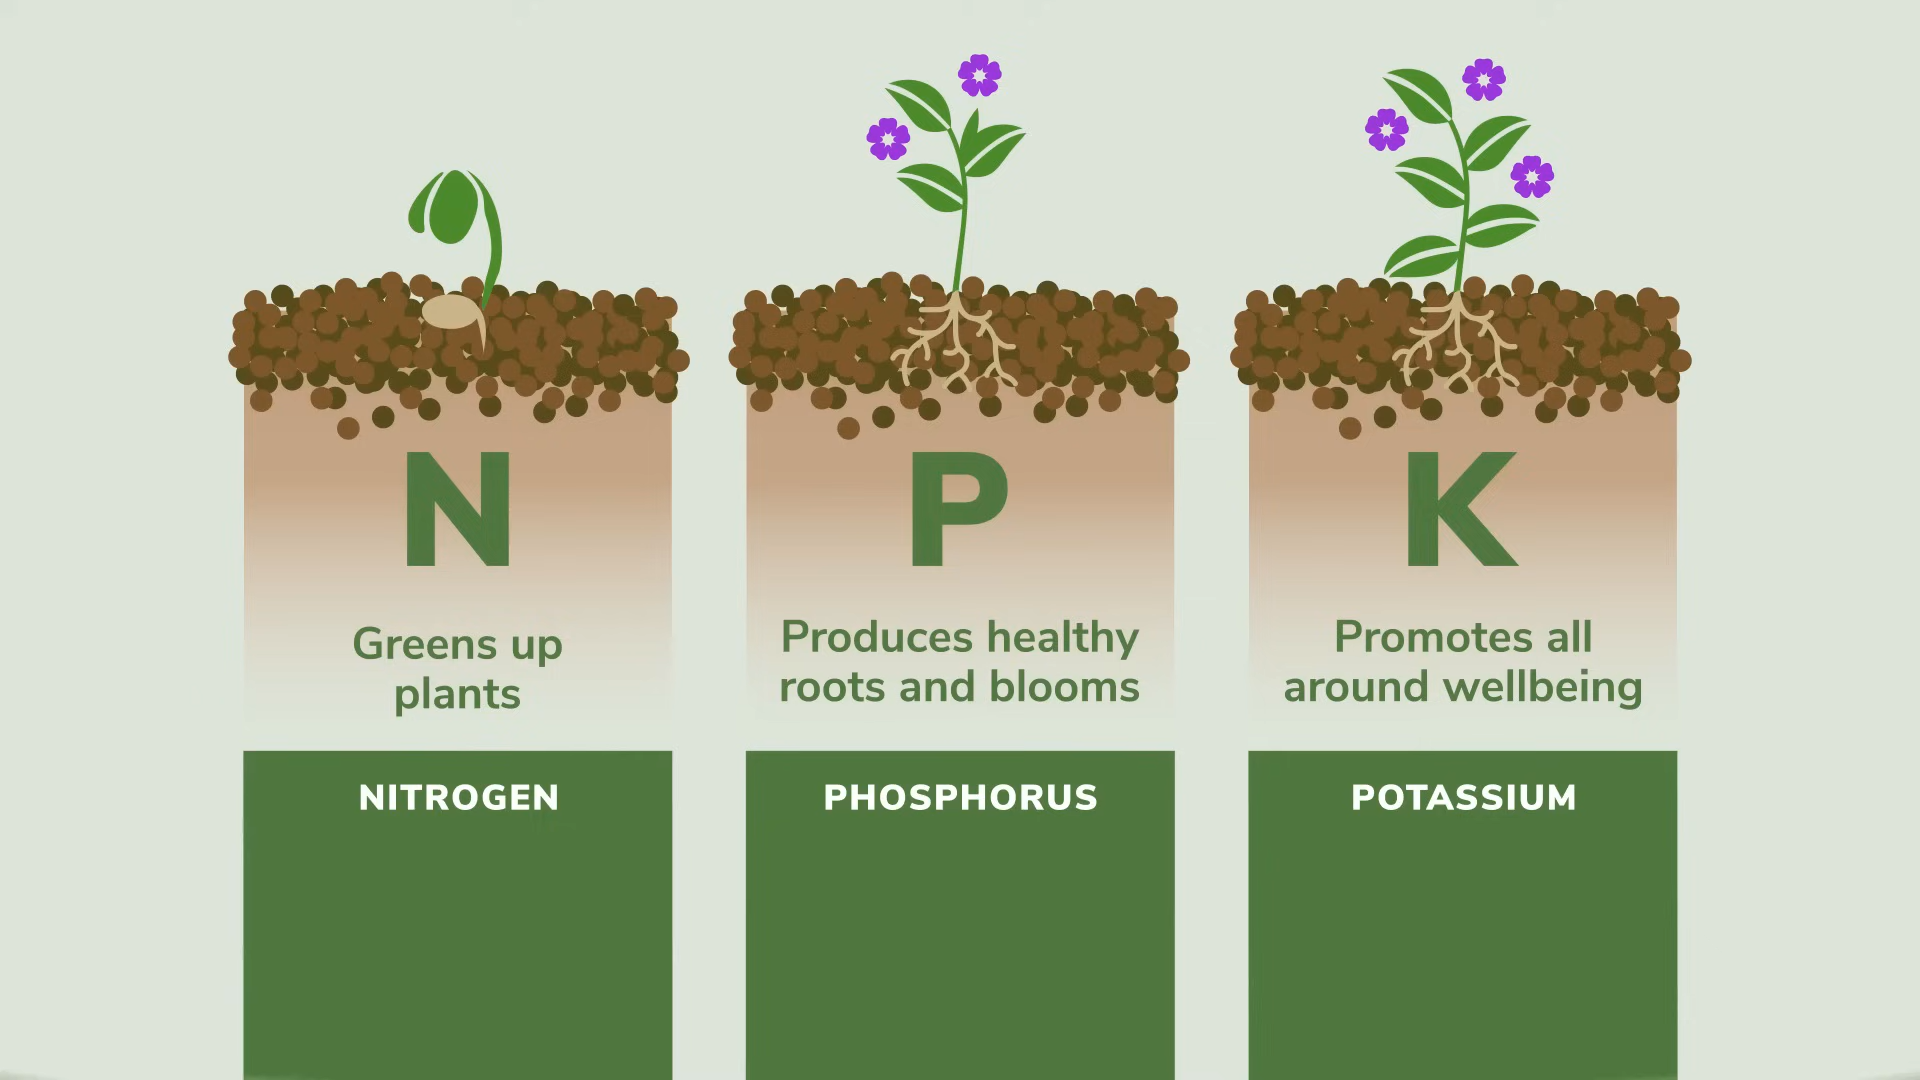 N
Greens up
plants
NITROGEN
P
Produces healthy
roots and blooms
PHOSPHORUS
K
Promotes all
around wellbeing
POTASSIUM